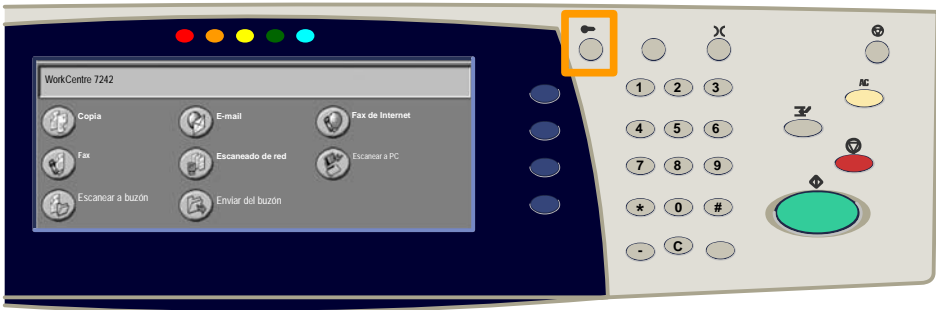 WorkCentre 7242
Copia
E-mail
Fax de Internet
Fax
Escaneado de red
Escanear a PC
Escanear a buzón
Enviar del buzón
1 2 3
4 5 6
7 8 9
* 0 #
- C
AC